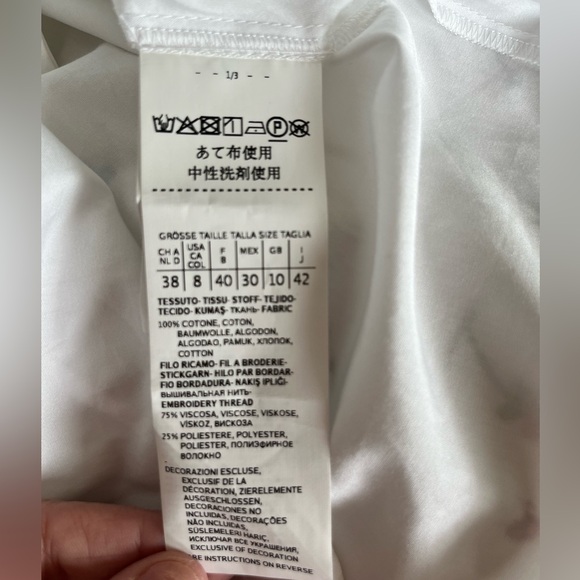 - - 1/3 - -
P
あて布使用
中性洗剤使用
GRÖSSE TAILLE TALLA SIZE TAGLIA
CH A NL D | USA CA COL | F B | MEX | GB | I J
38 | 8 | 40 | 30 | 10 | 42
TESSUTO- TISSU- STOFF- TEJIDO-
TECIDO- KUMAŞ- ТКАНЬ- FABRIC
100% COTONE, COTON,
BAUMWOLLE, ALGODON,
ALGODAO, PAMUK, ХЛОПОК,
COTTON
FILO RICAMO- FIL A BRODERIE-
STICKGARN- HILO PAR BORDAR-
FIO BORDADURA- NAKIŞ IPLIĞI-
ВЫШИВАЛЬНАЯ НИТЬ-
EMBROIDERY THREAD
75% VISCOSA, VISCOSE, VISKOSE,
VISKOZ, ВИСКОЗА
25% POLIESTERE, POLYESTER,
POLIESTER, ПОЛИЭФИРНОЕ
ВОЛОКНО
DECORAZIONI ESCLUSE,
EXCLUSIF DE LA
DÉCORATION, ZIERELEMENTE
AUSGESCHLOSSEN,
DECORACIONES NO
INCLUIDAS, DECORAÇÕES
NÃO INCLUIDAS,
SÜSLEMELERI HARIÇ,
ИСКЛЮЧАЯ ВСЕ УКРАШЕНИЯ,
EXCLUSIVE OF DECORATION
RE INSTRUCTIONS ON REVERSE